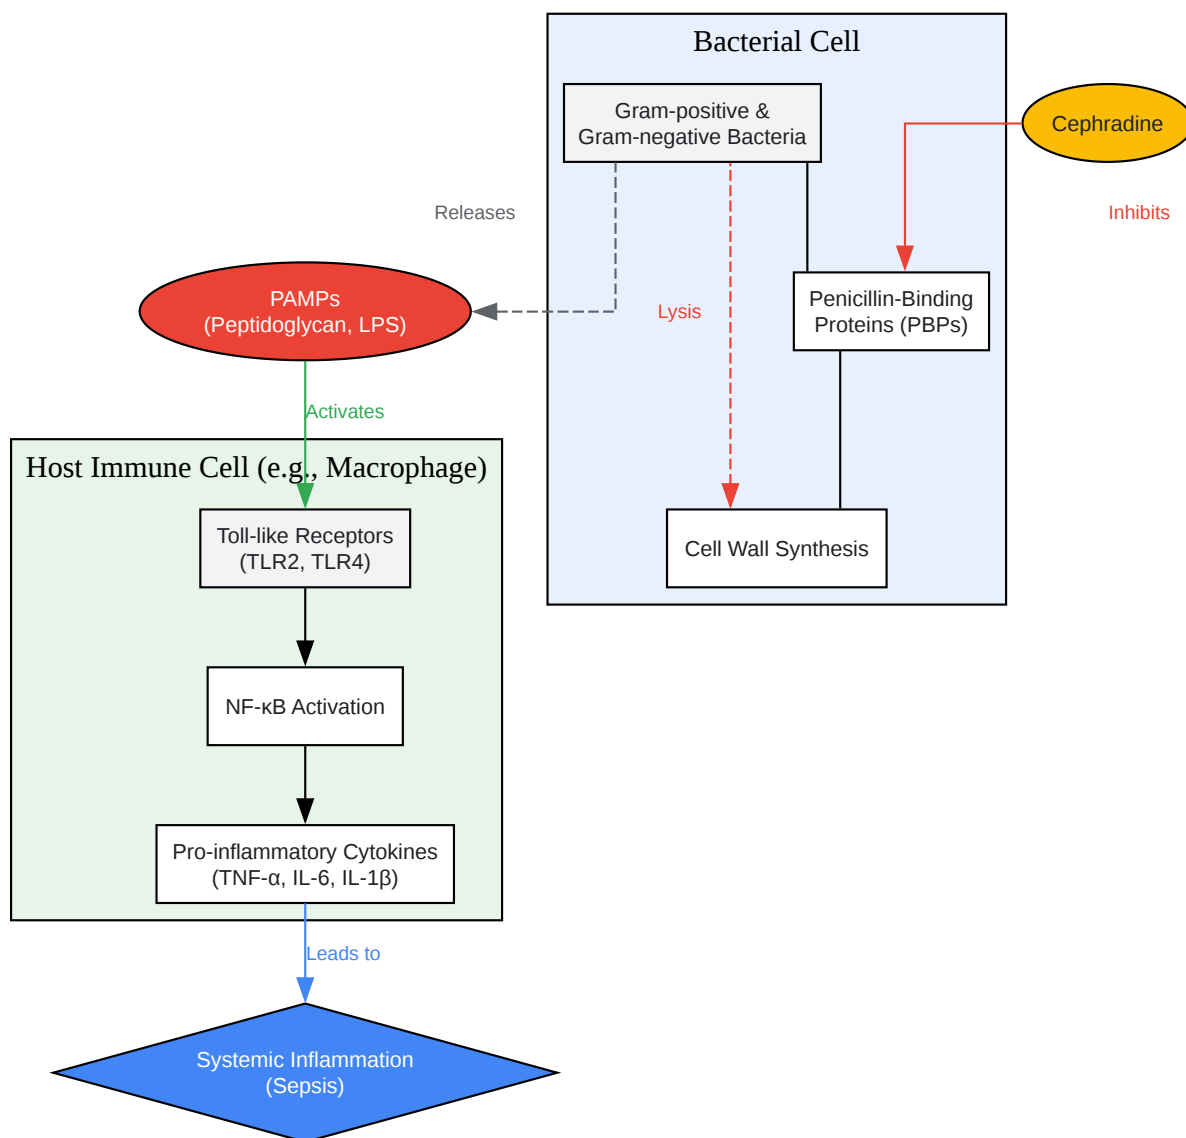 Bacterial Cell
Gram-positive &
Gram-negative Bacteria
Cephradine
Releases
Inhibits
PAMPs
(Peptidoglycan, LPS)
Lysis
Penicillin-Binding
Proteins (PBPs)
Activates
Host Immune Cell (e.g., Macrophage)
Toll-like Receptors
(TLR2, TLR4)
Cell Wall Synthesis
NF-κB Activation
Pro-inflammatory Cytokines
(TNF-α, IL-6, IL-1β)
Leads to
Systemic Inflammation
(Sepsis)